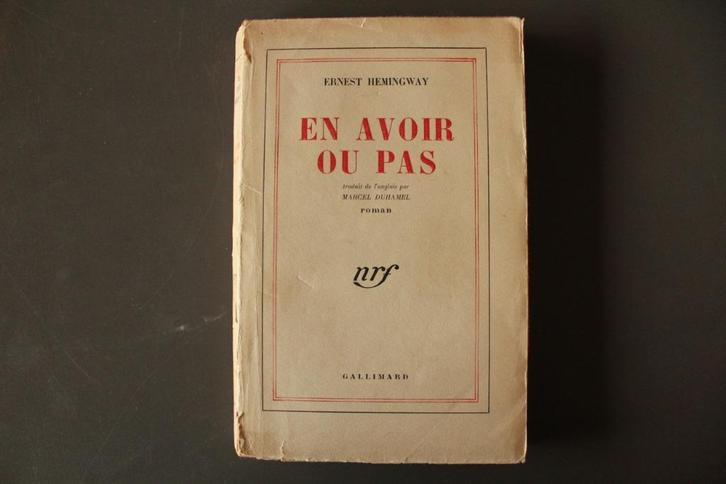 ERNEST HEMINGWAY
EN AVOIR
OU PAS
traduit de l'anglais par
MARCEL DUHAMEL
roman
nrf
GALLIMARD